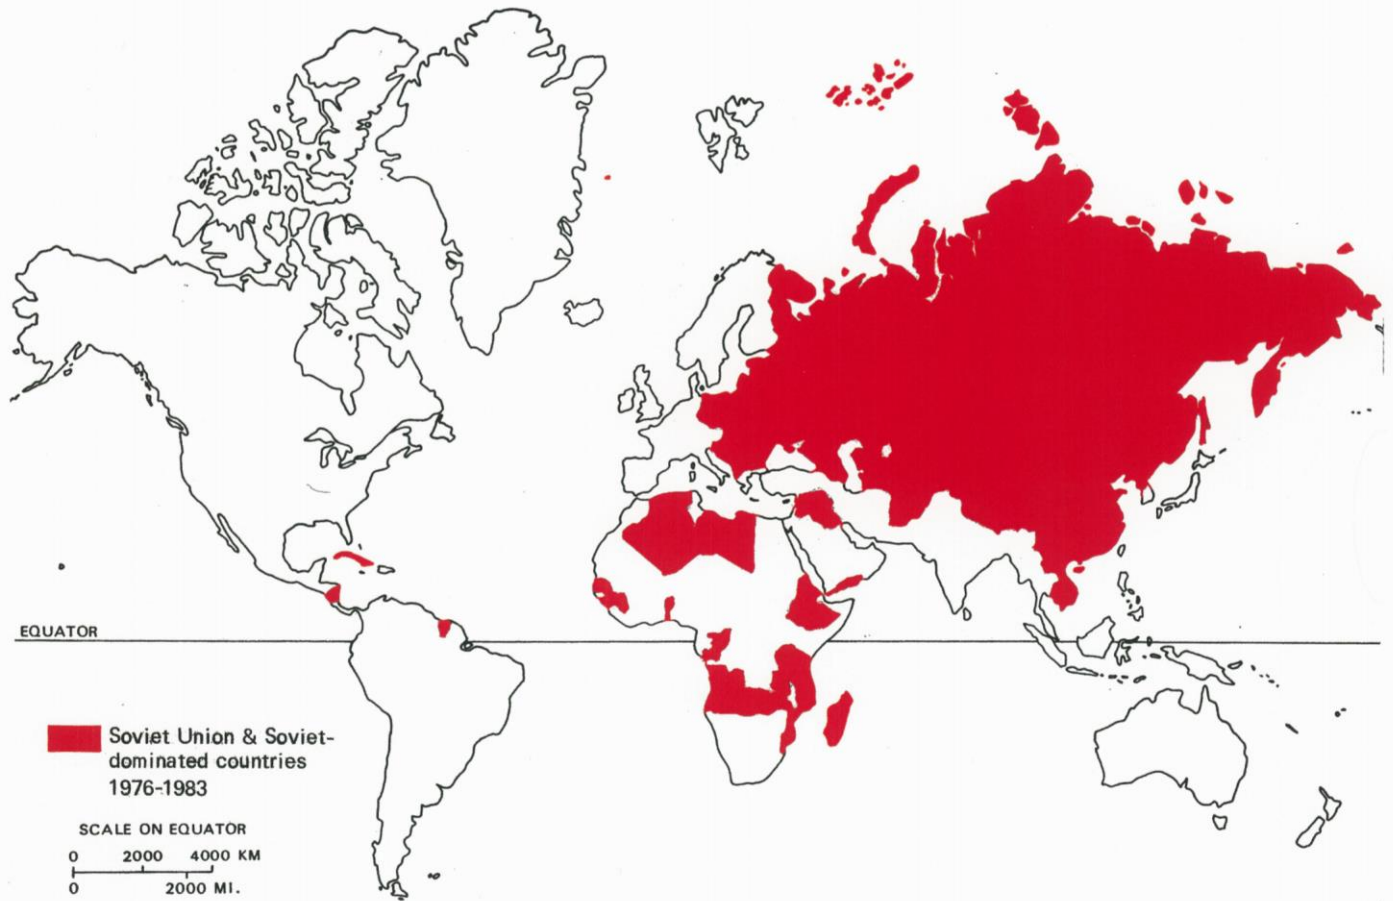 EQUATOR
Soviet Union & Soviet-
dominated countries
1976-1983
SCALE ON EQUATOR
0 2000 4000 KM
0 2000 MI.